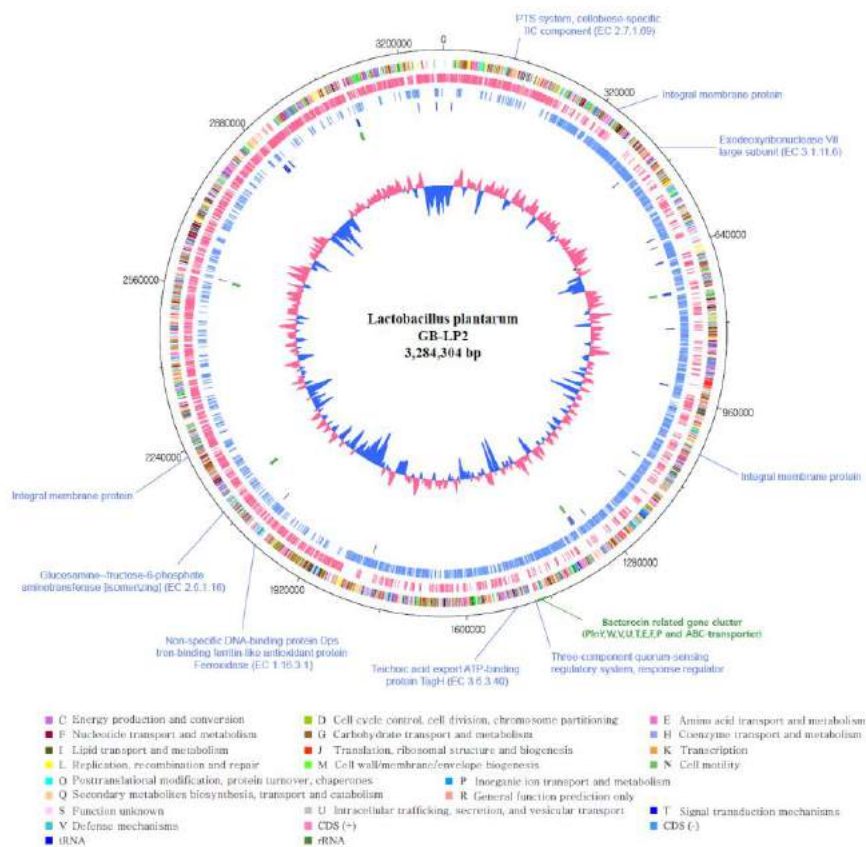 PTS system, cellobiese-specific
IIC component (EC 2.7.1.69)
3200000
0
320000
Integral membrane protein
2880000
Exodeoxyribonuclease VII
large subunit (EC 3.1.11.6)
640000
2560000
Lactobacillus plantarum
GB-LP2
3,284,304 bp
960000
2240000
Integral membrane protein
Integral membrane protein
1280000
Glucosamine--fructose-6-phosphate
aminotransferase [isomerizing] (EC 2.6.1.16)
1920000
1600000
Bacterocin related gene cluster
(PlnY,W,V,U,T,E,F,P and ABC-transporter)
Non-specific DNA-binding protein Dps
Iron-binding ferritin-like antioxidant protein
Ferroxidase (EC 1.16.3.1)
Teichoic acid export ATP-binding
protein TagH (EC 3.6.3.40)
Three-component quorum-sensing
regulatory system, response regulator
C Energy production and conversion
D Cell cycle control, cell division, chromosome partitioning
E Amino acid transport and metabolism
F Nucleotide transport and metabolism
G Carbohydrate transport and metabolism
H Coenzyme transport and metabolism
I Lipid transport and metabolism
J Translation, ribosomal structure and biogenesis
K Transcription
L Replication, recombination and repair
M Cell wall/membrane/envelope biogenesis
N Cell motility
O Posttranslational modification, protein turnover, chaperones
P Inorganic ion transport and metabolism
Q Secondary metabolites biosynthesis, transport and catabolism
R General function prediction only
S Function unknown
U Intracellular trafficking, secretion, and vesicular transport
T Signal transduction mechanisms
V Defense mechanisms
CDS (+)
CDS (-)
tRNA
rRNA